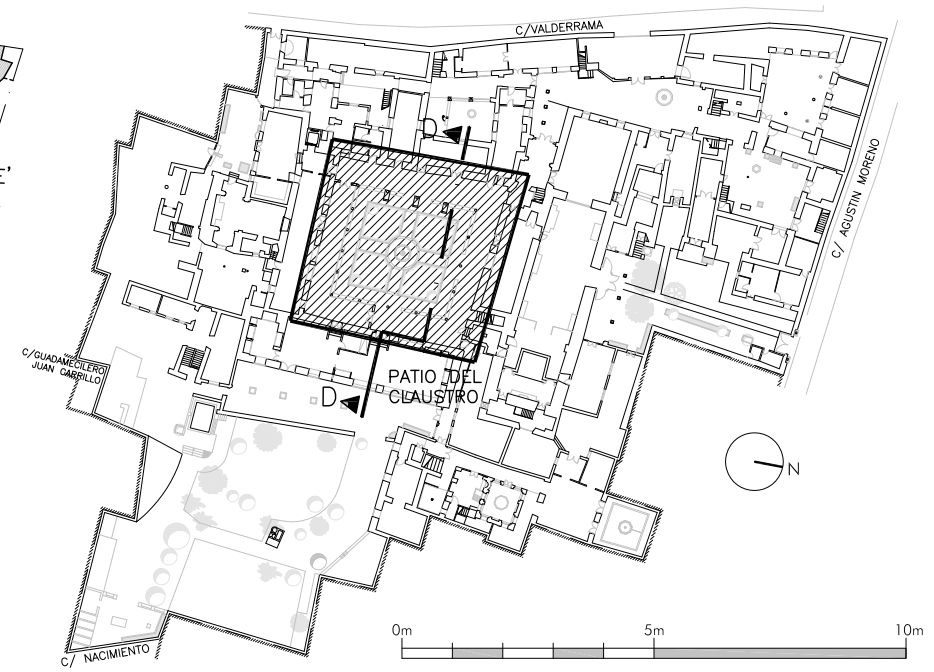 C/VALDERRAMA
D
C/ AGUSTIN MORENO
C/GUADAMECILERO
JUAN CARRILLO
PATIO DEL
CLAUSTRO
D
N
0m
5m
10m
C/ NACIMIENTO